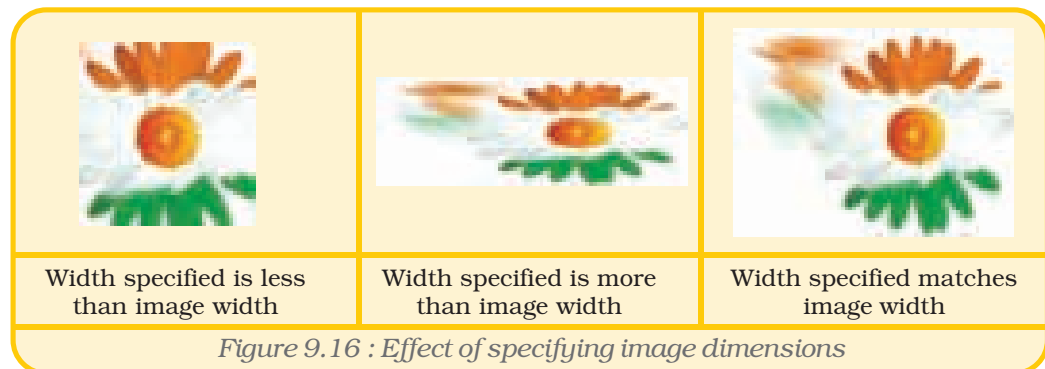 Width specified is less
than image width
Width specified is more
than image width
Width specified matches
image width
Figure 9.16 : Effect of specifying image dimensions